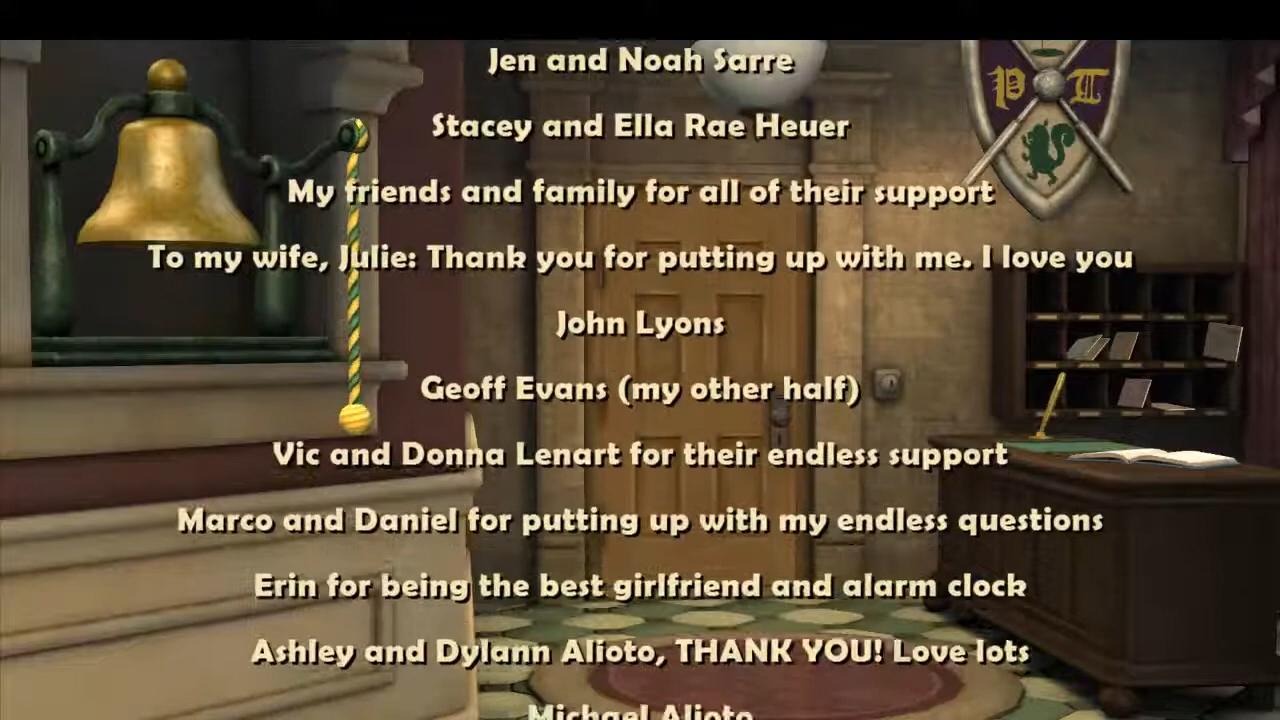 Jen and Noah Sarre
P T
Stacey and Ella Rae Heuer
My friends and family for all of their support
To my wife, Julie: Thank you for putting up with me. I love you
John Lyons
Geoff Evans (my other half)
Vic and Donna Lenart for their endless support
Marco and Daniel for putting up with my endless questions
Erin for being the best girlfriend and alarm clock
Ashley and Dylann Alioto, THANK YOU! Love lots
Michael Alioto